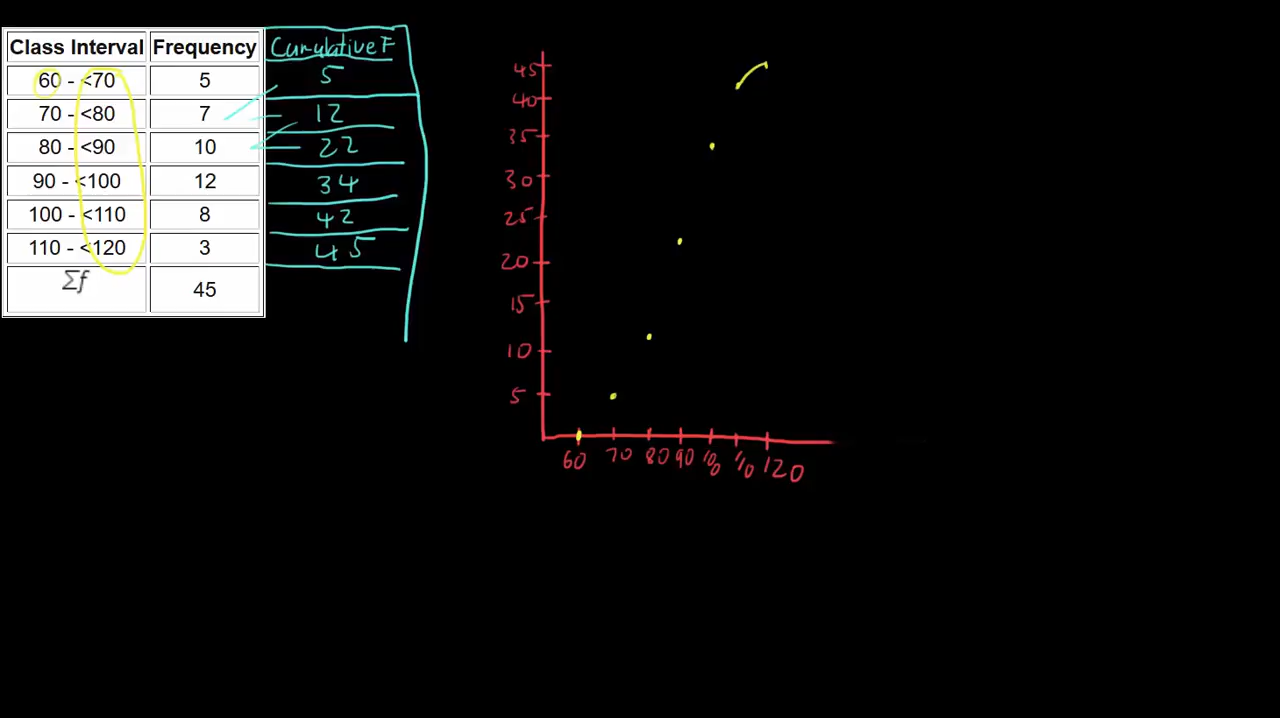 Class Interval Frequency Cumulative F
60 - <70 5 5
70 - <80 7 12
80 - <90 10 22
90 - <100 12 34
100 - <110 8 42
110 - <120 3 45
Σf 45
45
40
35
30
25
20
15
10
5
60 70 80 90 100 110 120